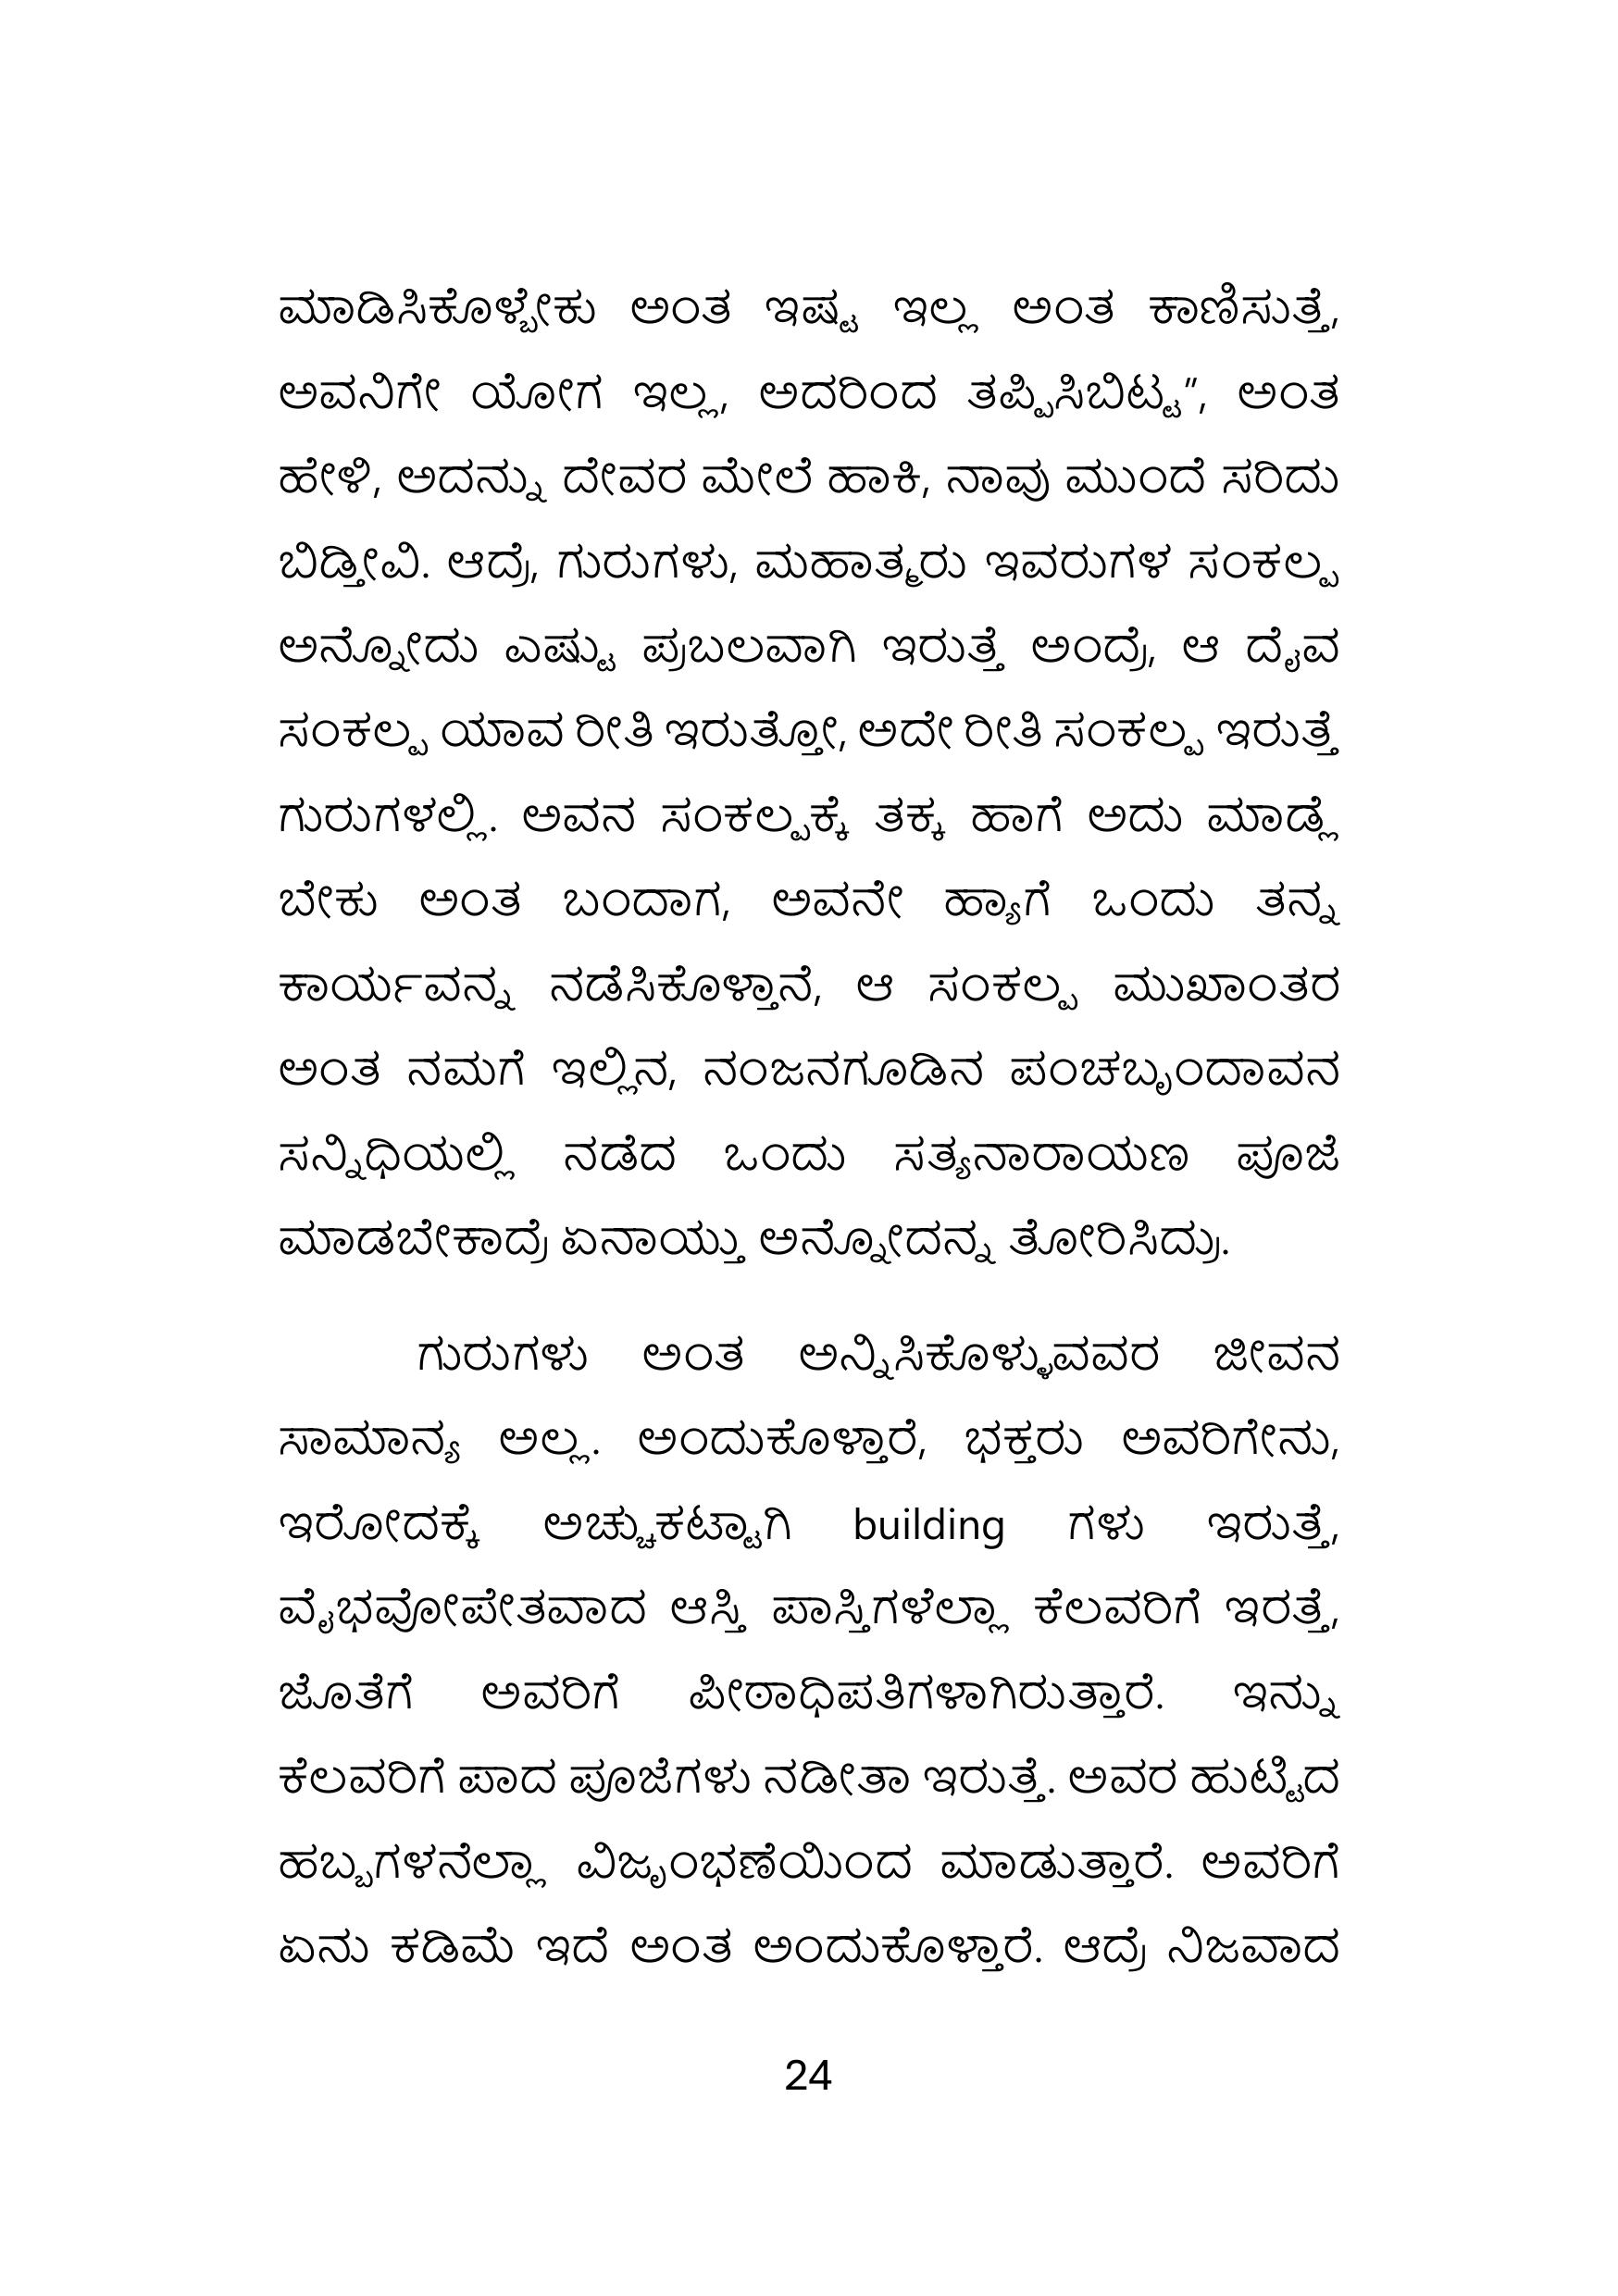 ಮಾಡಿಸಿಕೊಳ್ಬೇಕು ಅಂತ ಇಷ್ಟ ಇಲ್ಲ ಅಂತ ಕಾಣಿಸುತ್ತೆ,
ಅವನಿಗೇ ಯೋಗ ಇಲ್ಲ, ಅದರಿಂದ ತಪ್ಪಿಸಿಬಿಟ್ಟ”, ಅಂತ
ಹೇಳಿ, ಅದನ್ನು ದೇವರ ಮೇಲೆ ಹಾಕಿ, ನಾವು ಮುಂದೆ ಸರಿದು
ಬಿಡ್ತೀವಿ. ಆದ್ರೆ, ಗುರುಗಳು, ಮಹಾತ್ಮರು ಇವರುಗಳ ಸಂಕಲ್ಪ
ಅನ್ನೋದು ಎಷ್ಟು ಪ್ರಬಲವಾಗಿ ಇರುತ್ತೆ ಅಂದ್ರೆ, ಆ ದೈವ
ಸಂಕಲ್ಪ ಯಾವ ರೀತಿ ಇರುತ್ತೋ, ಅದೇ ರೀತಿ ಸಂಕಲ್ಪ ಇರುತ್ತೆ
ಗುರುಗಳಲ್ಲಿ. ಅವನ ಸಂಕಲ್ಪಕ್ಕೆ ತಕ್ಕ ಹಾಗೆ ಅದು ಮಾಡ್ಲೆ
ಬೇಕು ಅಂತ ಬಂದಾಗ, ಅವನೇ ಹ್ಯಾಗೆ ಒಂದು ತನ್ನ
ಕಾರ್ಯವನ್ನ ನಡೆಸಿಕೊಳ್ತಾನೆ, ಆ ಸಂಕಲ್ಪ ಮುಖಾಂತರ
ಅಂತ ನಮಗೆ ಇಲ್ಲಿನ, ನಂಜನಗೂಡಿನ ಪಂಚಬೃಂದಾವನ
ಸನ್ನಿಧಿಯಲ್ಲಿ ನಡೆದ ಒಂದು ಸತ್ಯನಾರಾಯಣ ಪೂಜೆ
ಮಾಡಬೇಕಾದ್ರೆ ಏನಾಯ್ತು ಅನ್ನೋದನ್ನ ತೋರಿಸಿದ್ರು.
ಗುರುಗಳು ಅಂತ ಅನ್ನಿಸಿಕೊಳ್ಳುವವರ ಜೀವನ
ಸಾಮಾನ್ಯ ಅಲ್ಲ. ಅಂದುಕೊಳ್ತಾರೆ, ಭಕ್ತರು ಅವರಿಗೇನು,
ಇರೋದಕ್ಕೆ ಅಚ್ಚುಕಟ್ಟಾಗಿ building ಗಳು ಇರುತ್ತೆ,
ವೈಭವೋಪೇತವಾದ ಆಸ್ತಿ ಪಾಸ್ತಿಗಳೆಲ್ಲಾ ಕೆಲವರಿಗೆ ಇರತ್ತೆ,
ಜೊತೆಗೆ ಅವರಿಗೆ ಪೀಠಾಧಿಪತಿಗಳಾಗಿರುತಾರೆ. ಇನ್ನು
ಕೆಲವರಿಗೆ ಪಾದ ಪೂಜೆಗಳು ನಡೀತಾ ಇರುತ್ತೆ. ಅವರ ಹುಟ್ಟಿದ
ಹಬ್ಬಗಳನೆಲ್ಲಾ ವಿಜೃಂಭಣೆಯಿಂದ ಮಾಡುತ್ತಾರೆ. ಅವರಿಗೆ
ಏನು ಕಡಿಮೆ ಇದೆ ಅಂತ ಅಂದುಕೊಳ್ತಾರೆ. ಆದ್ರೆ ನಿಜವಾದ
24